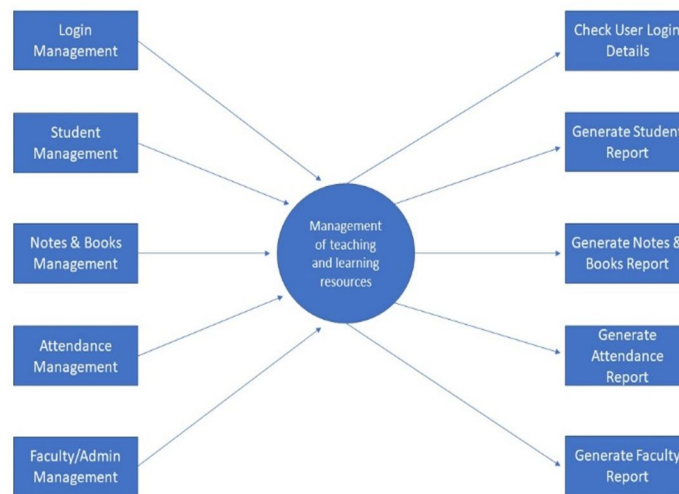 Login
Management
Student
Management
Notes & Books
Management
Attendance
Management
Faculty/Admin
Management
Management
of teaching
and learning
resources
Check User Login
Details
Generate Student
Report
Generate Notes &
Books Report
Generate
Attendance
Report
Generate Faculty
Report